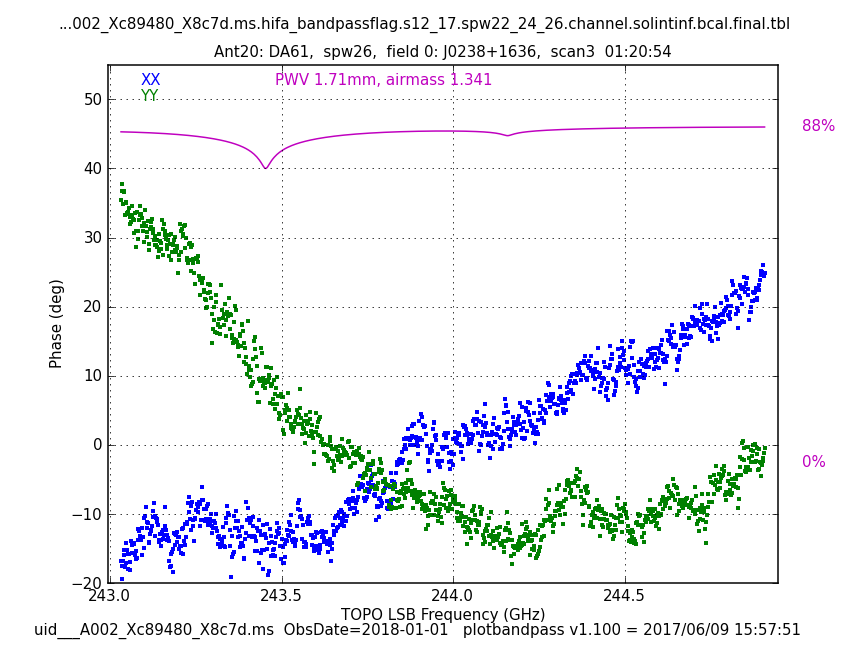 ...002_Xc89480_X8c7d.ms.hifa_bandpassflag.s12_17.spw22_24_26.channel.solintinf.bcal.final.tbl
Ant20: DA61, spw26, field 0: J0238+1636, scan3 01:20:54
XX
PWV 1.71mm, airmass 1.341
YY
50
88%
40
30
20
Phase (deg)
10
0
0%
−10
−20
243.0 243.5 244.0 244.5
TOPO LSB Frequency (GHz)
uid___A002_Xc89480_X8c7d.ms ObsDate=2018-01-01 plotbandpass v1.100 = 2017/06/09 15:57:51